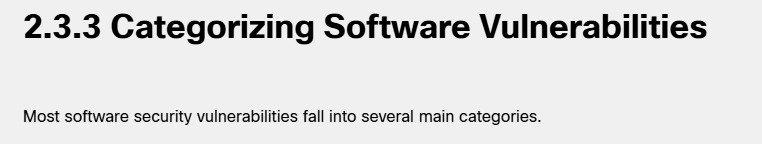 2.3.3 Categorizing Software Vulnerabilities
Most software security vulnerabilities fall into several main categories.